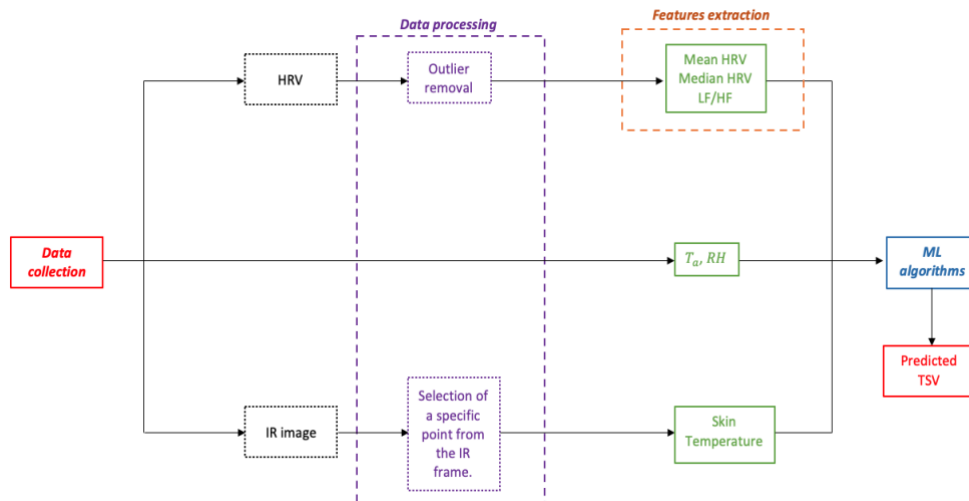 Data processing
Features extraction
HRV
Outlier
removal
Mean HRV
Median HRV
LF/HF
Data
collection
Tₐ, RH
ML
algorithms
Predicted
TSV
IR image
Selection of
a specific
point from
the IR
frame.
Skin
Temperature